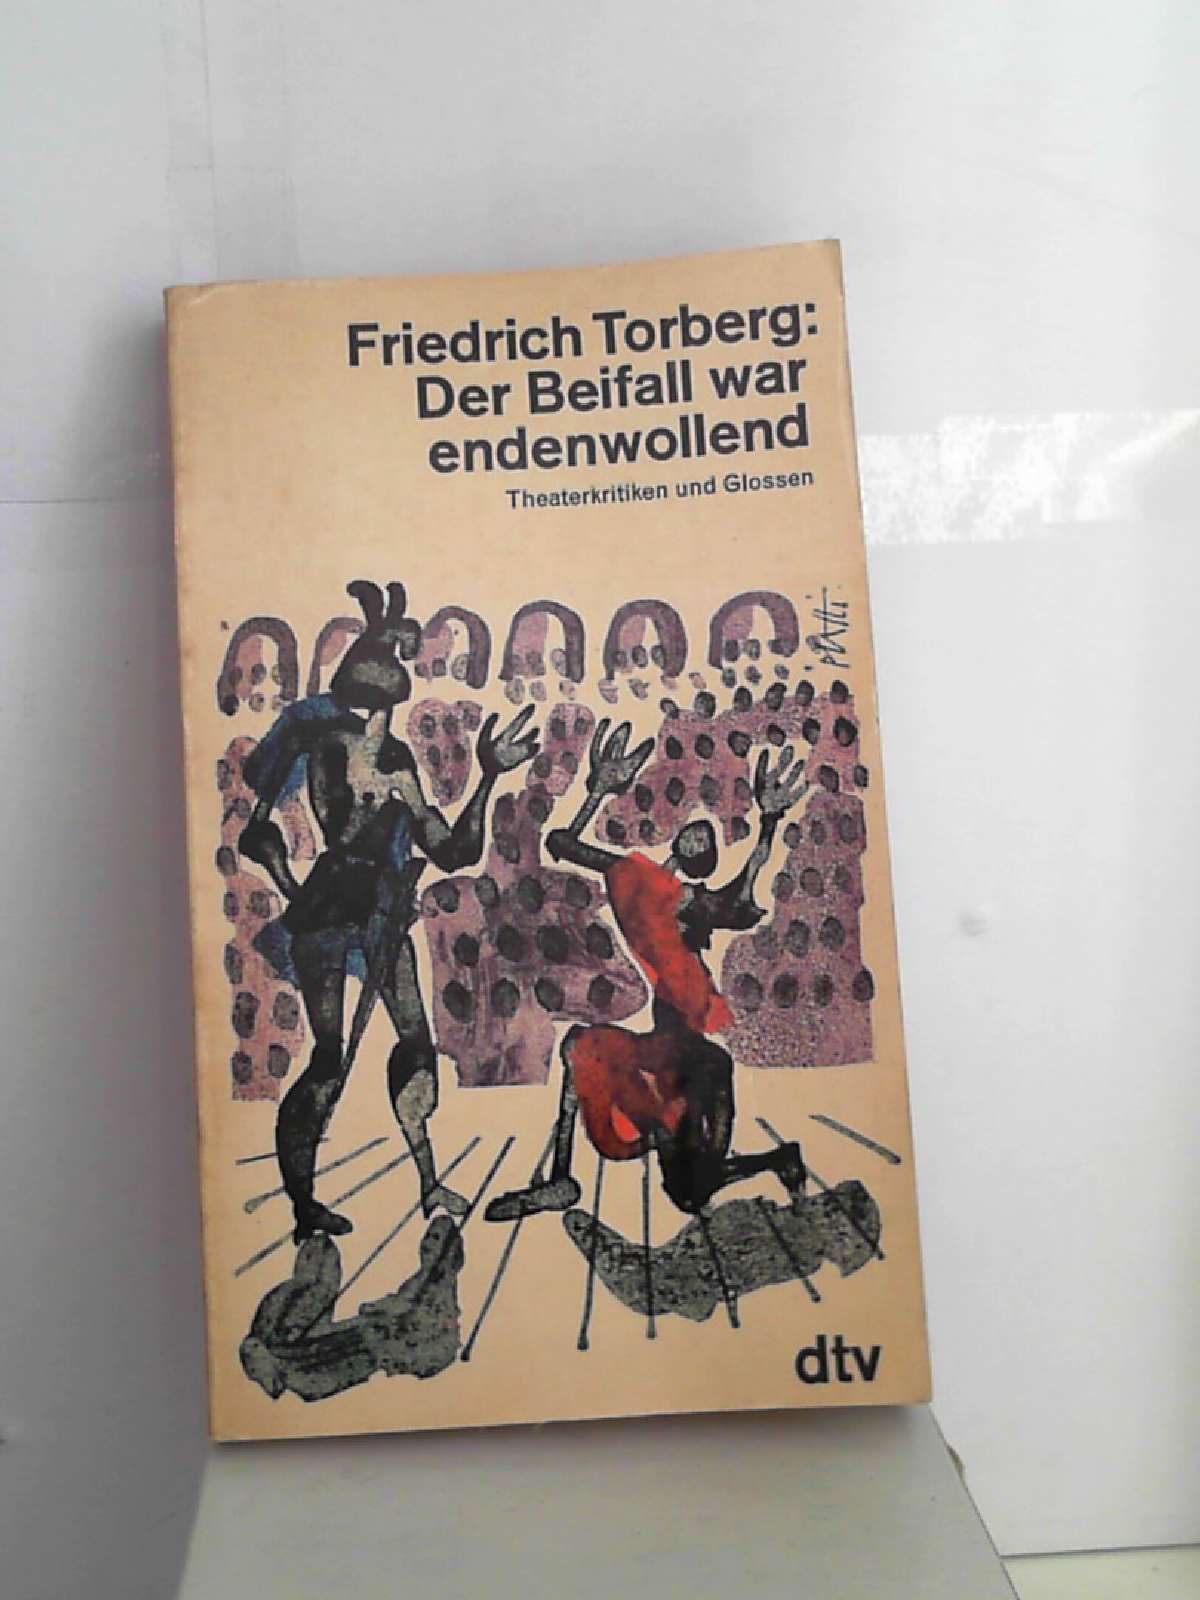 Friedrich Torberg:
Der Beifall war
endenwollend
Theaterkritiken und Glossen
dtv